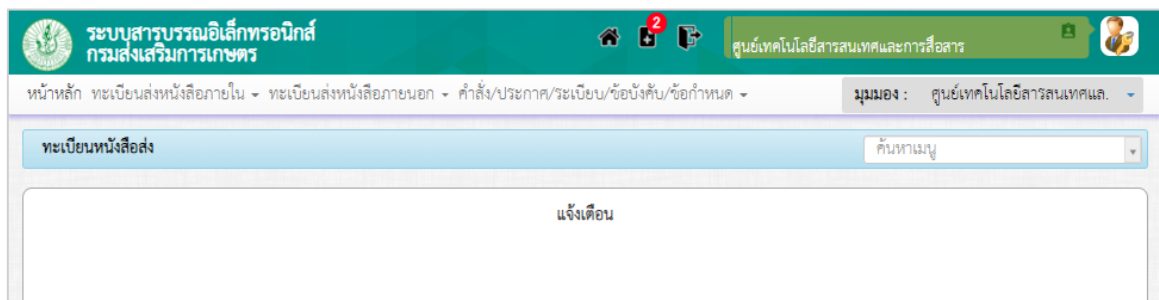 ระบบสารบรรณอิเล็กทรอนิกส์
กรมส่งเสริมการเกษตร
2
ศูนย์เทคโนโลยีสารสนเทศและการสื่อสาร
หน้าหลัก ทะเบียนส่งหนังสือภายใน ทะเบียนส่งหนังสือภายนอก คำสั่ง/ประกาศ/ระเบียบ/ข้อบังคับ/ข้อกำหนด มุมมอง : ศูนย์เทคโนโลยีสารสนเทศแล.
ทะเบียนหนังสือส่ง ค้นหาเมนู
แจ้งเตือน